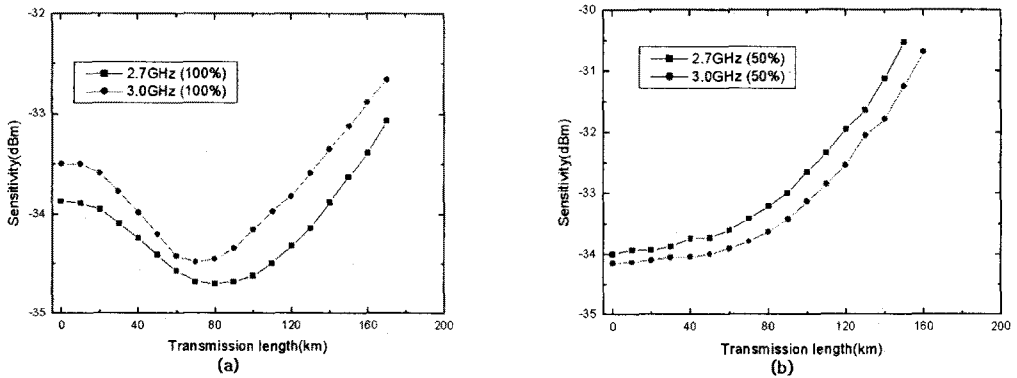 -32
-33
-34
-35
Sensitivity(dBm)
2.7GHz (100%)
3.0GHz (100%)
0 40 80 120 160 200
Transmission length(km)
(a)
-30
-31
-32
-33
-34
-35
Sensitivity(dBm)
2.7GHz (50%)
3.0GHz (50%)
0 40 80 120 160 200
Transmission length(km)
(b)